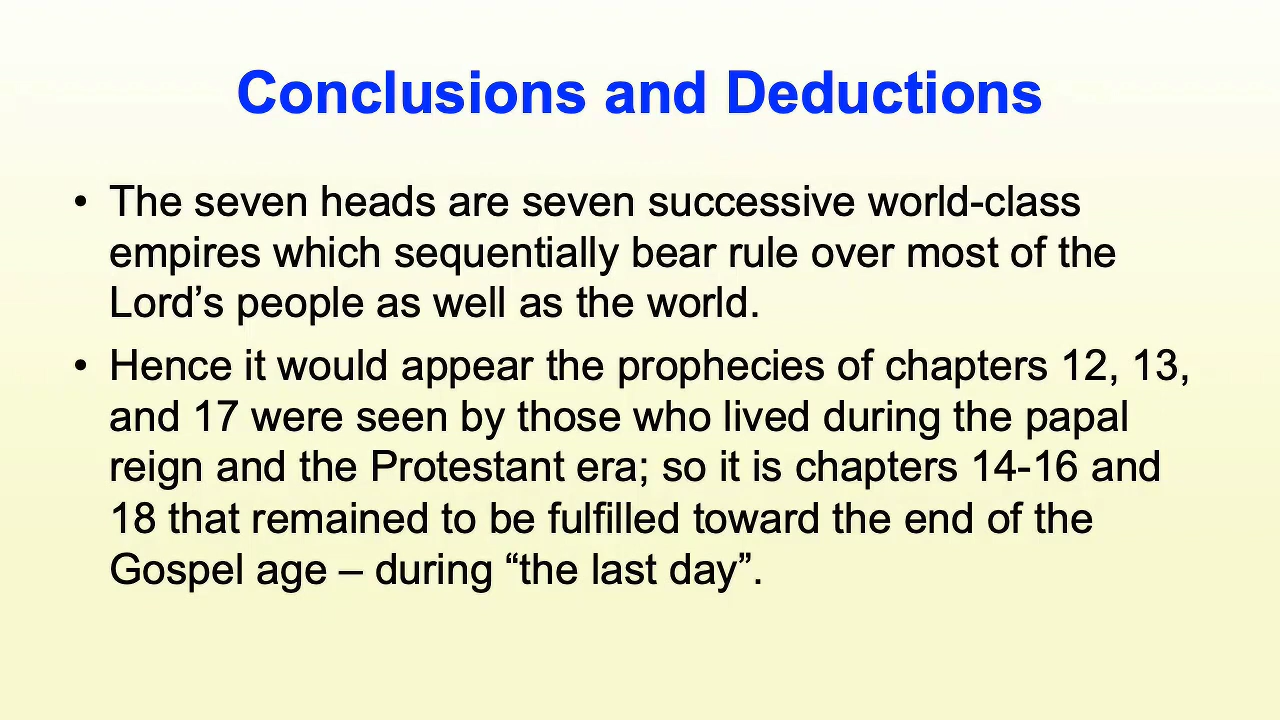 Conclusions and Deductions
• The seven heads are seven successive world-class
empires which sequentially bear rule over most of the
Lord’s people as well as the world.
• Hence it would appear the prophecies of chapters 12, 13,
and 17 were seen by those who lived during the papal
reign and the Protestant era; so it is chapters 14-16 and
18 that remained to be fulfilled toward the end of the
Gospel age – during “the last day”.